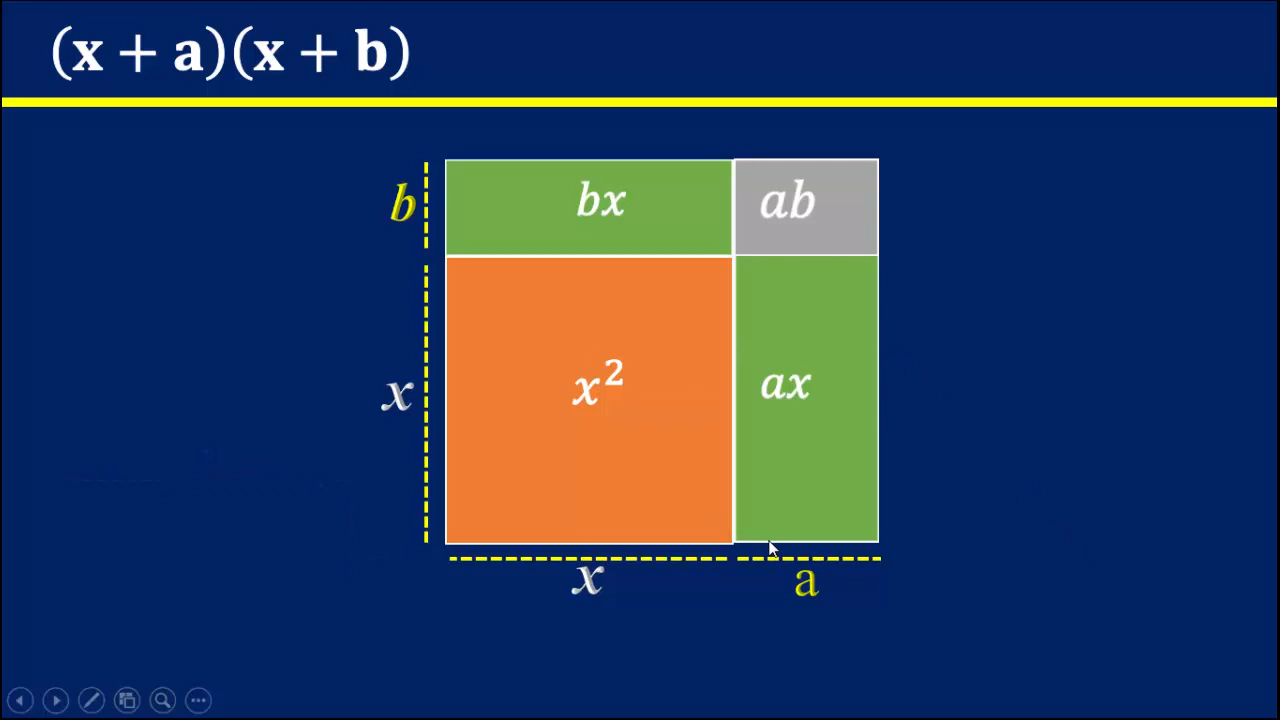 (x + a)(x + b)
b
bx
ab
x
x²
ax
x
a